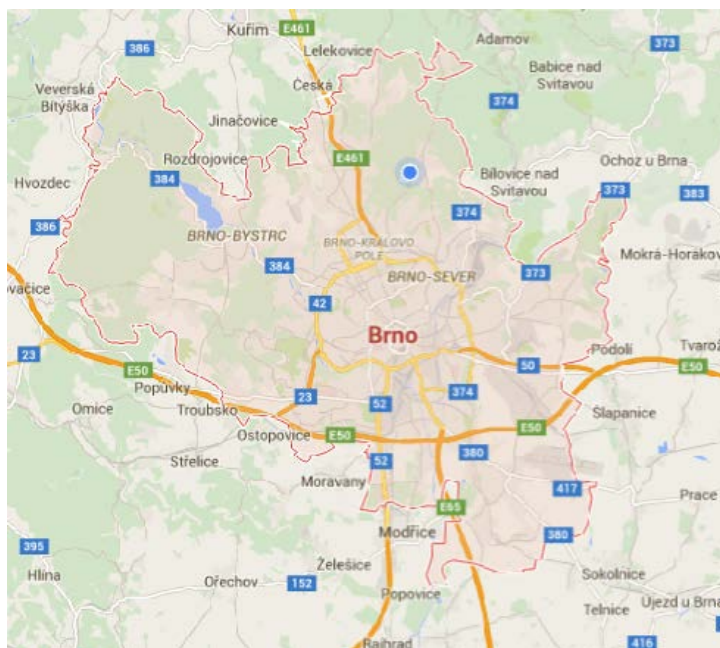 Kuřim
E461
Lelekovice
Adamov
386
373
Babice nad
Svitavou
Veverská
Bítýška
Česká
374
Jinačovice
Rozdrojovice
E461
Ochoz u Brna
Hvozdec
384
Bílovice nad
Svitavou
373
383
386
374
BRNO-BYSTRC
BRNO-KRÁLOVO
POLE
Mokrá-Horákov
384
BRNO-SEVER
373
ovačice
42
Brno
23
E50
Podolí
Tvarož
50
E50
Popůvky
23
374
Omice
Troubsko
52
Šlapanice
Ostopovice
E50
E50
Střelice
52
380
Moravany
417
Prace
E65
395
Modřice
380
Hlína
Želešice
Sokolnice
Ořechov
152
Popovice
Telnice
Újezd u Brna
Rajhrad
416